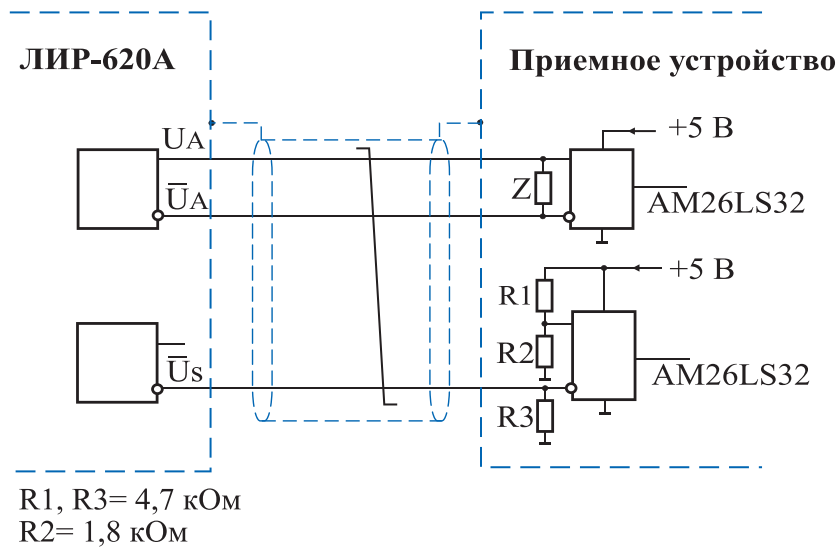 ЛИР-620А
Приемное устройство
+5 В
UA
ŪA
Z
AM26LS32
+5 В
R1
R2
Ūs
AM26LS32
R3
R1, R3= 4,7 кОм
R2= 1,8 кОм